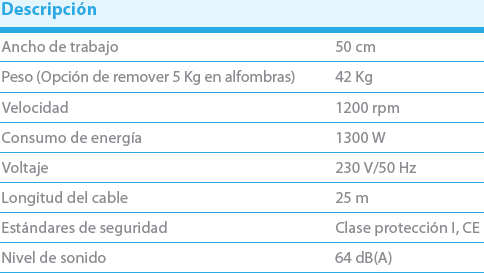 Descripción
Ancho de trabajo 50 cm
Peso (Opción de remover 5 Kg en alfombras) 42 Kg
Velocidad 1200 rpm
Consumo de energía 1300 W
Voltaje 230 V/50 Hz
Longitud del cable 25 m
Estándares de seguridad Clase protección I, CE
Nivel de sonido 64 dB(A)